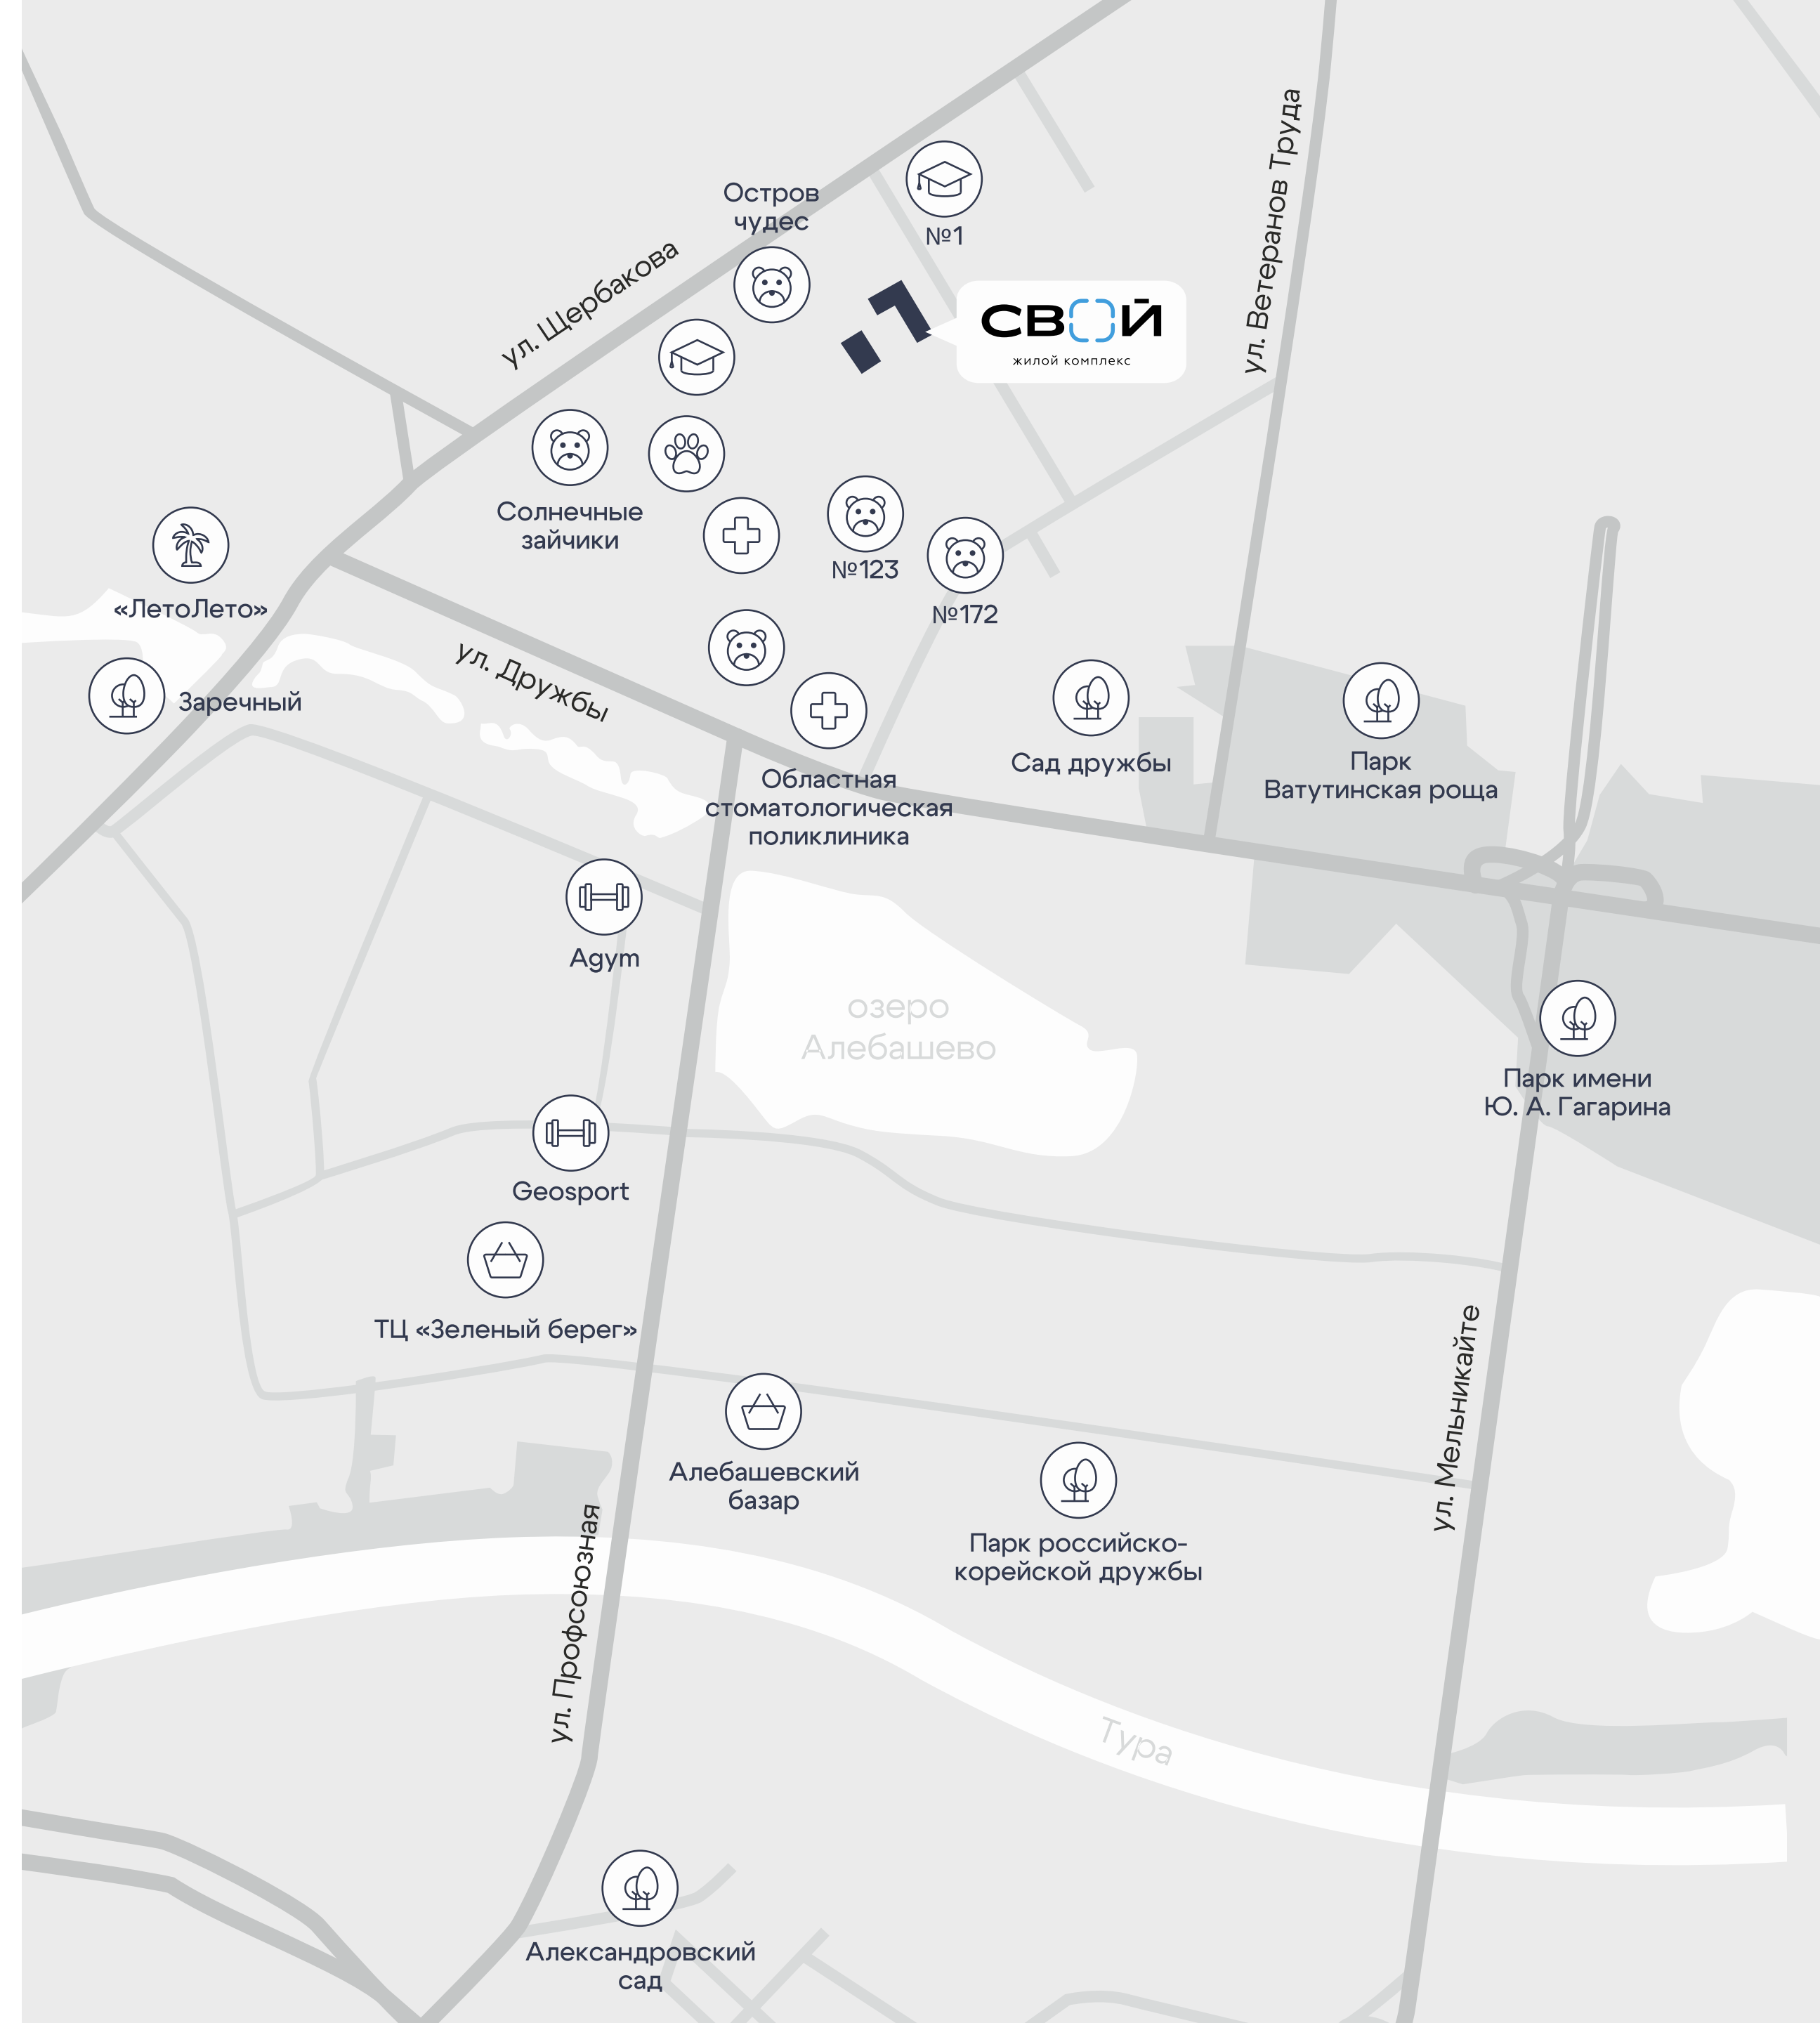 ул. Ветеранов Труда
Остров
чудес
№1
ул. Щербакова
СВОЙ
жилой комплекс
Солнечные
зайчики
№123
№172
«ЛетоЛето»
ул. Дружбы
Заречный
Сад дружбы
Парк
Ватутинская роща
Областная
стоматологическая
поликлиника
Agym
озеро
Алебашево
Парк имени
Ю. А. Гагарина
Geosport
ТЦ «Зеленый берег»
ул. Мельникайте
Алебашевский
базар
Парк российско-
корейской дружбы
ул. Профсоюзная
Тура
Александровский
сад